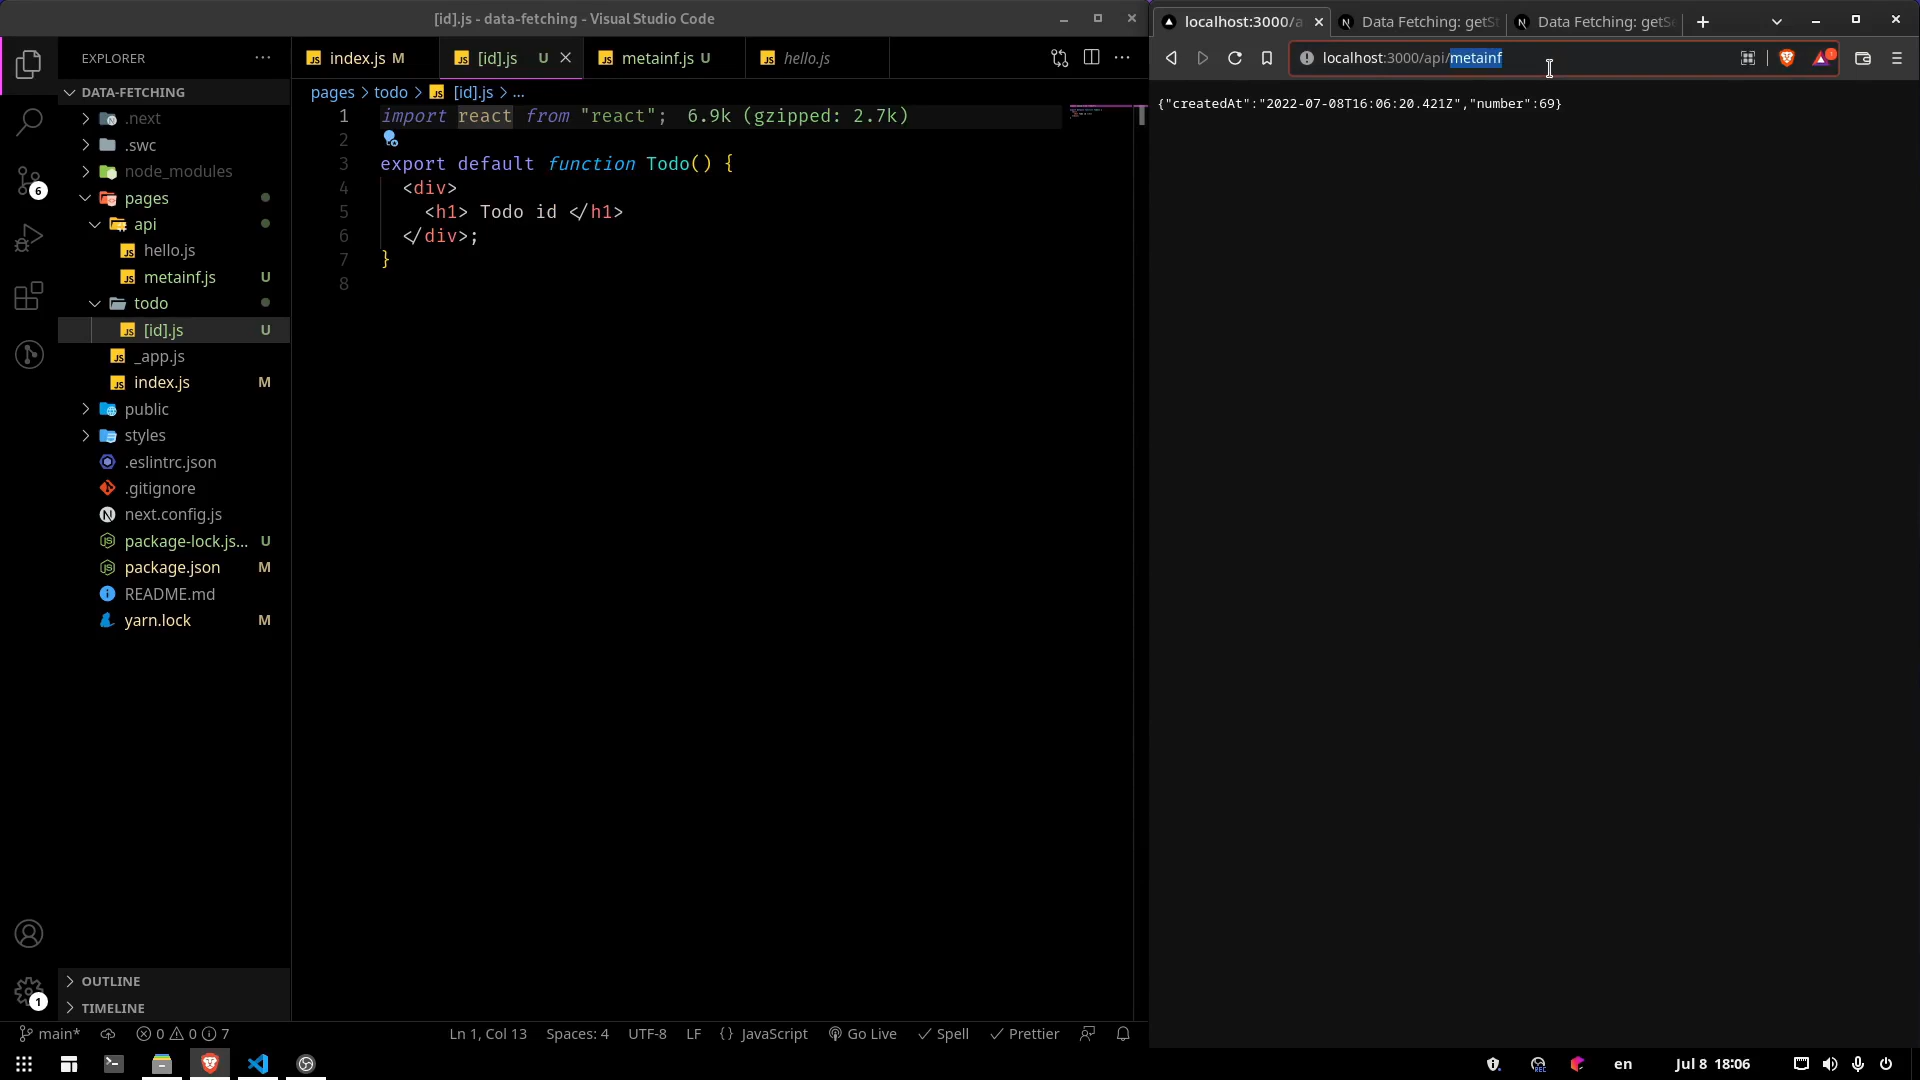 [id].js - data-fetching - Visual Studio Code
EXPLORER
DATA-FETCHING
.next
.swc
node_modules
pages
api
hello.js
metainf.js U
todo
[id].js U
_app.js
index.js M
public
styles
.eslintrc.json
.gitignore
next.config.js
package-lock.js... U
package.json M
README.md
yarn.lock M
OUTLINE
TIMELINE
6
1
index.js M
[id].js U
metainf.js U
hello.js
pages > todo > [id].js > ...
1 import react from "react"; 6.9k (gzipped: 2.7k)
2
3 export default function Todo() {
4 <div>
5 <h1> Todo id </h1>
6 </div>;
7 }
8
main* 0 0 7
Ln 1, Col 13 Spaces: 4 UTF-8 LF {} JavaScript Go Live Spell Prettier
localhost:3000/a
Data Fetching: getSt
Data Fetching: getSe
localhost:3000/api/metainf
{"createdAt":"2022-07-08T16:06:20.421Z","number":69}
REC
en
Jul 8 18:06